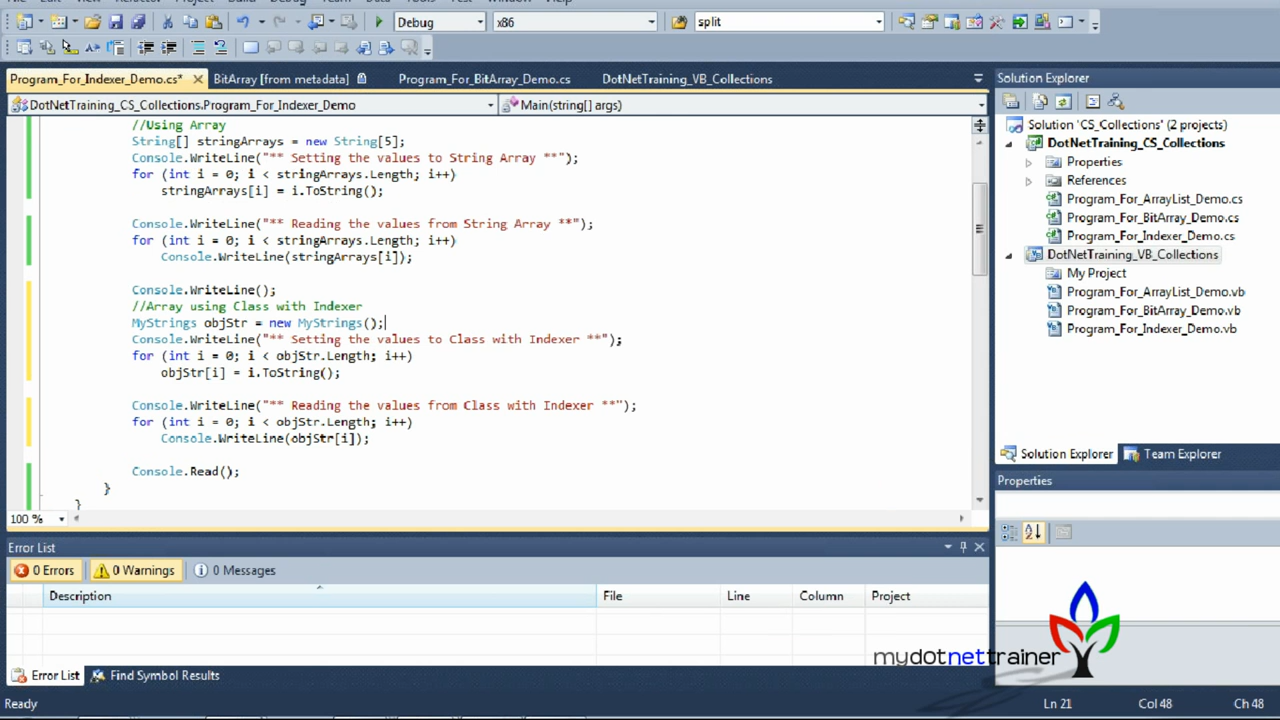 Debug
x86
split
Program_For_Indexer_Demo.cs*
BitArray [from metadata]
Program_For_BitArray_Demo.cs
DotNetTraining_VB_Collections
DotNetTraining_CS_Collections.Program_For_Indexer_Demo
Main(string[] args)
//Using Array
String[] stringArrays = new String[5];
Console.WriteLine("** Setting the values to String Array **");
for (int i = 0; i < stringArrays.Length; i++)
stringArrays[i] = i.ToString();
Console.WriteLine("** Reading the values from String Array **");
for (int i = 0; i < stringArrays.Length; i++)
Console.WriteLine(stringArrays[i]);
Console.WriteLine();
//Array using Class with Indexer
MyStrings objStr = new MyStrings();
Console.WriteLine("** Setting the values to Class with Indexer **");
for (int i = 0; i < objStr.Length; i++)
objStr[i] = i.ToString();
Console.WriteLine("** Reading the values from Class with Indexer **");
for (int i = 0; i < objStr.Length; i++)
Console.WriteLine(objStr[i]);
Console.Read();
}
}
100 %
Solution Explorer
Solution 'CS_Collections' (2 projects)
DotNetTraining_CS_Collections
Properties
References
Program_For_ArrayList_Demo.cs
Program_For_BitArray_Demo.cs
Program_For_Indexer_Demo.cs
DotNetTraining_VB_Collections
My Project
Program_For_ArrayList_Demo.vb
Program_For_BitArray_Demo.vb
Program_For_Indexer_Demo.vb
Solution Explorer
Team Explorer
Properties
Error List
0 Errors
0 Warnings
0 Messages
Description
File
Line
Column
Project
Error List
Find Symbol Results
mydotnettrainer
Ready
Ln 21
Col 48
Ch 48